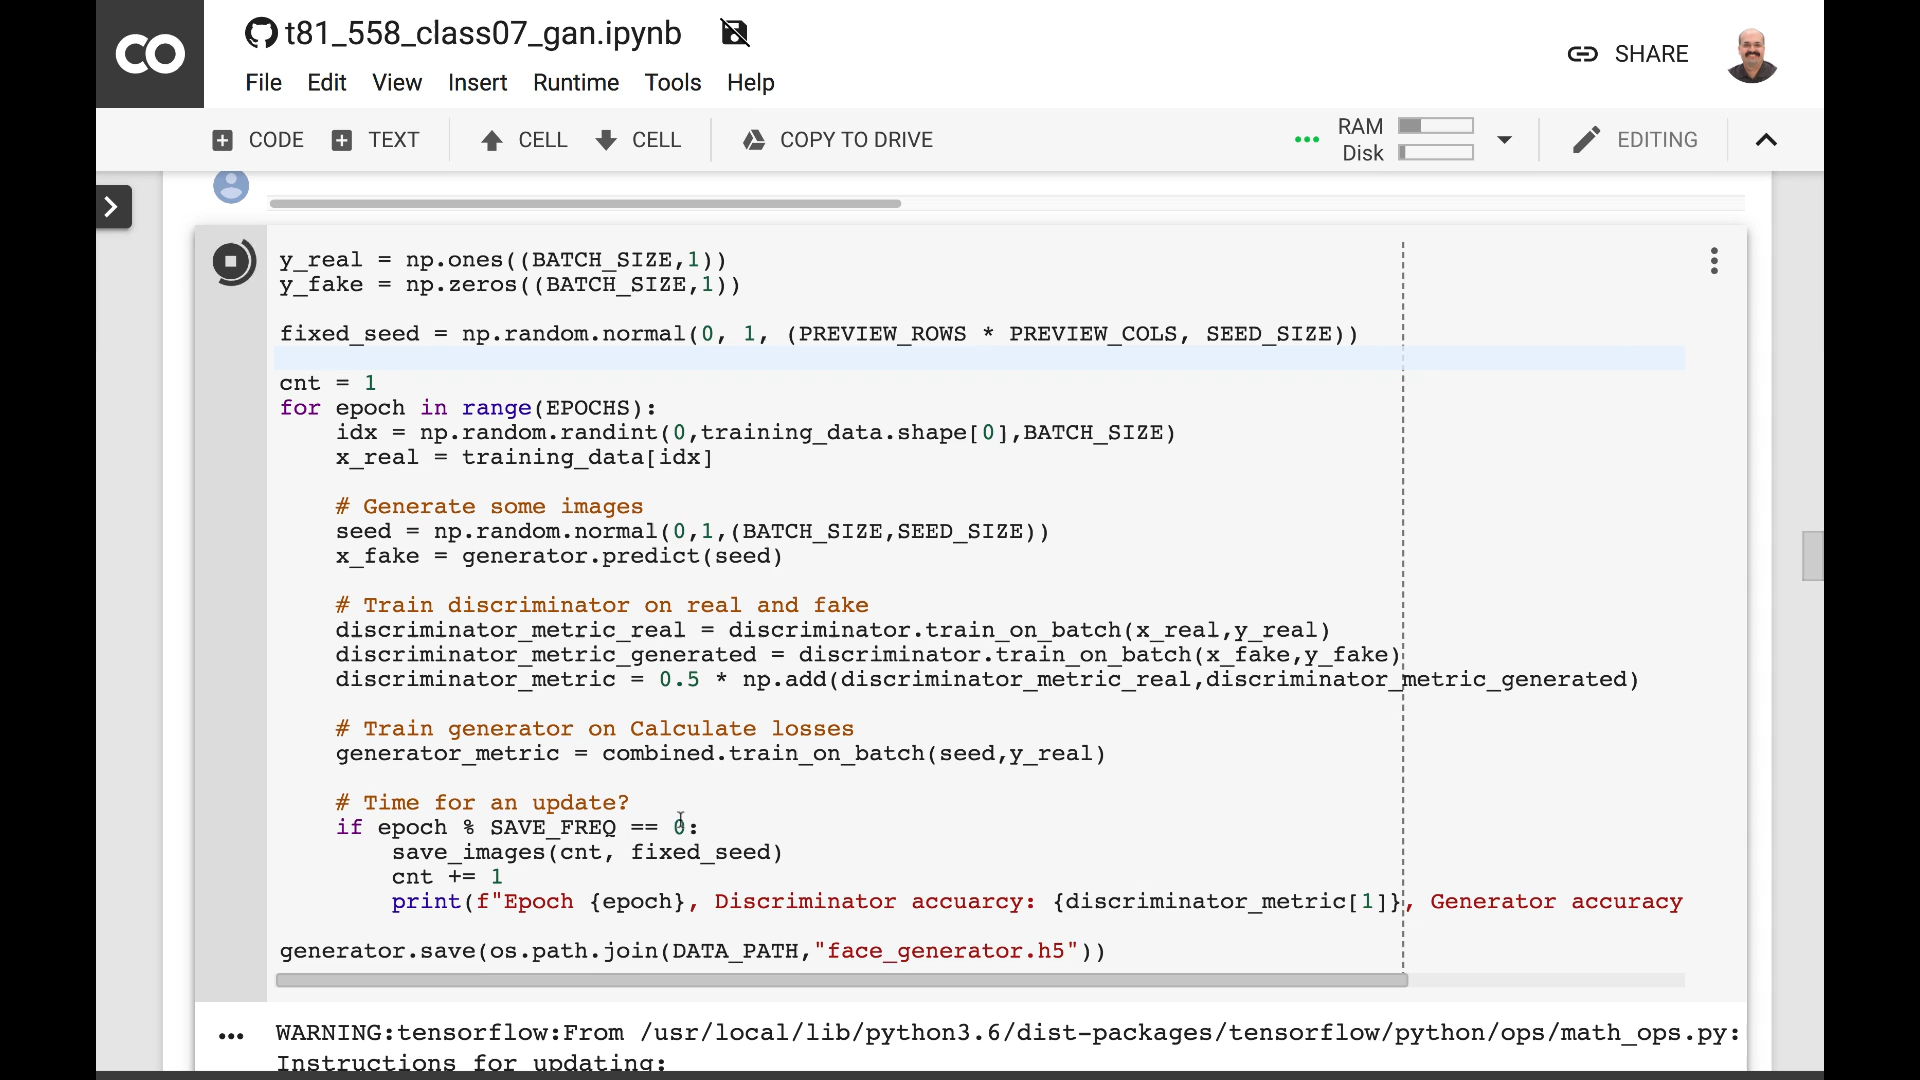 CO
t81_558_class07_gan.ipynb
File Edit View Insert Runtime Tools Help
SHARE
CODE TEXT CELL CELL COPY TO DRIVE
RAM
Disk
EDITING
y_real = np.ones((BATCH_SIZE,1))
y_fake = np.zeros((BATCH_SIZE,1))
fixed_seed = np.random.normal(0, 1, (PREVIEW_ROWS * PREVIEW_COLS, SEED_SIZE))
cnt = 1
for epoch in range(EPOCHS):
    idx = np.random.randint(0,training_data.shape[0],BATCH_SIZE)
    x_real = training_data[idx]
    # Generate some images
    seed = np.random.normal(0,1,(BATCH_SIZE,SEED_SIZE))
    x_fake = generator.predict(seed)
    # Train discriminator on real and fake
    discriminator_metric_real = discriminator.train_on_batch(x_real,y_real)
    discriminator_metric_generated = discriminator.train_on_batch(x_fake,y_fake)
    discriminator_metric = 0.5 * np.add(discriminator_metric_real,discriminator_metric_generated)
    # Train generator on Calculate losses
    generator_metric = combined.train_on_batch(seed,y_real)
    # Time for an update?
    if epoch % SAVE_FREQ == 0:
        save_images(cnt, fixed_seed)
        cnt += 1
        print(f"Epoch {epoch}, Discriminator accuarcy: {discriminator_metric[1]}, Generator accuracy
generator.save(os.path.join(DATA_PATH,"face_generator.h5"))
WARNING:tensorflow:From /usr/local/lib/python3.6/dist-packages/tensorflow/python/ops/math_ops.py:
Instructions for updating: